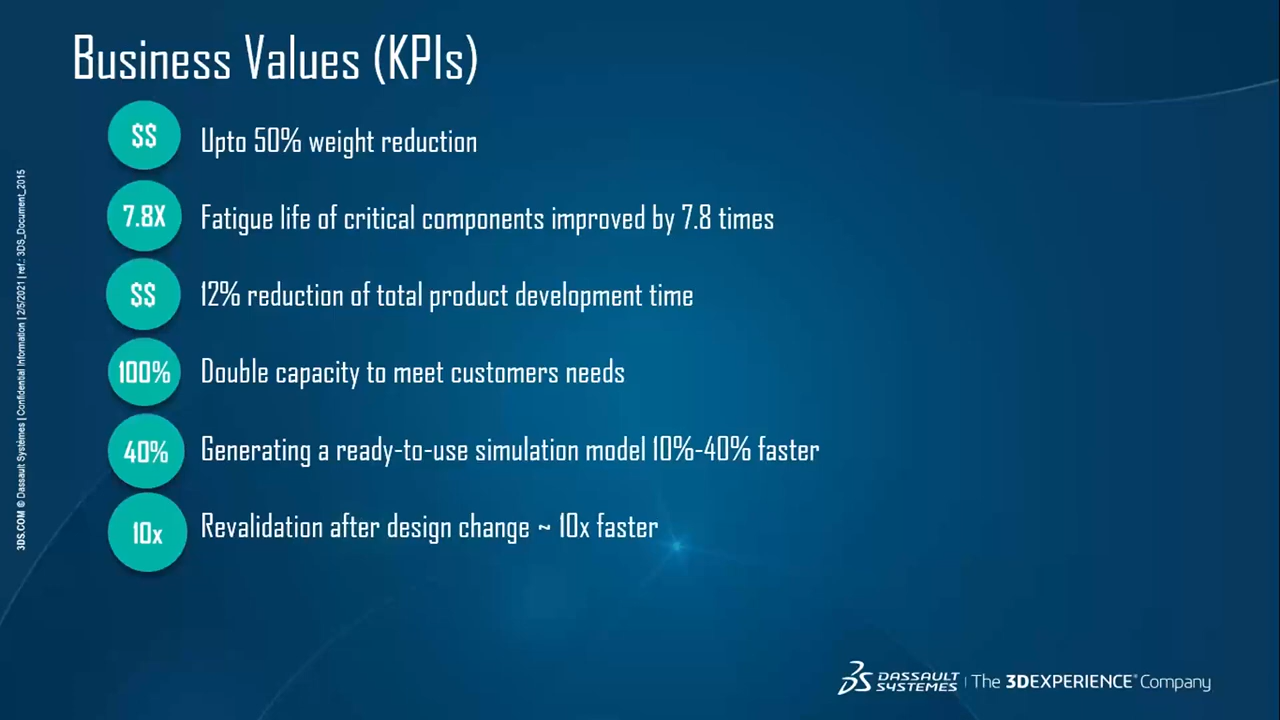 Business Values (KPIs)
$$ Upto 50% weight reduction
7.8X Fatigue life of critical components improved by 7.8 times
$$ 12% reduction of total product development time
100% Double capacity to meet customers needs
40% Generating a ready-to-use simulation model 10%-40% faster
10x Revalidation after design change ~ 10x faster
3DS.COM © Dassault Systèmes | Confidential Information | 2/5/2021 | ref.: 3DS_Document_2015
3DS DASSAULT SYSTEMES | The 3DEXPERIENCE® Company